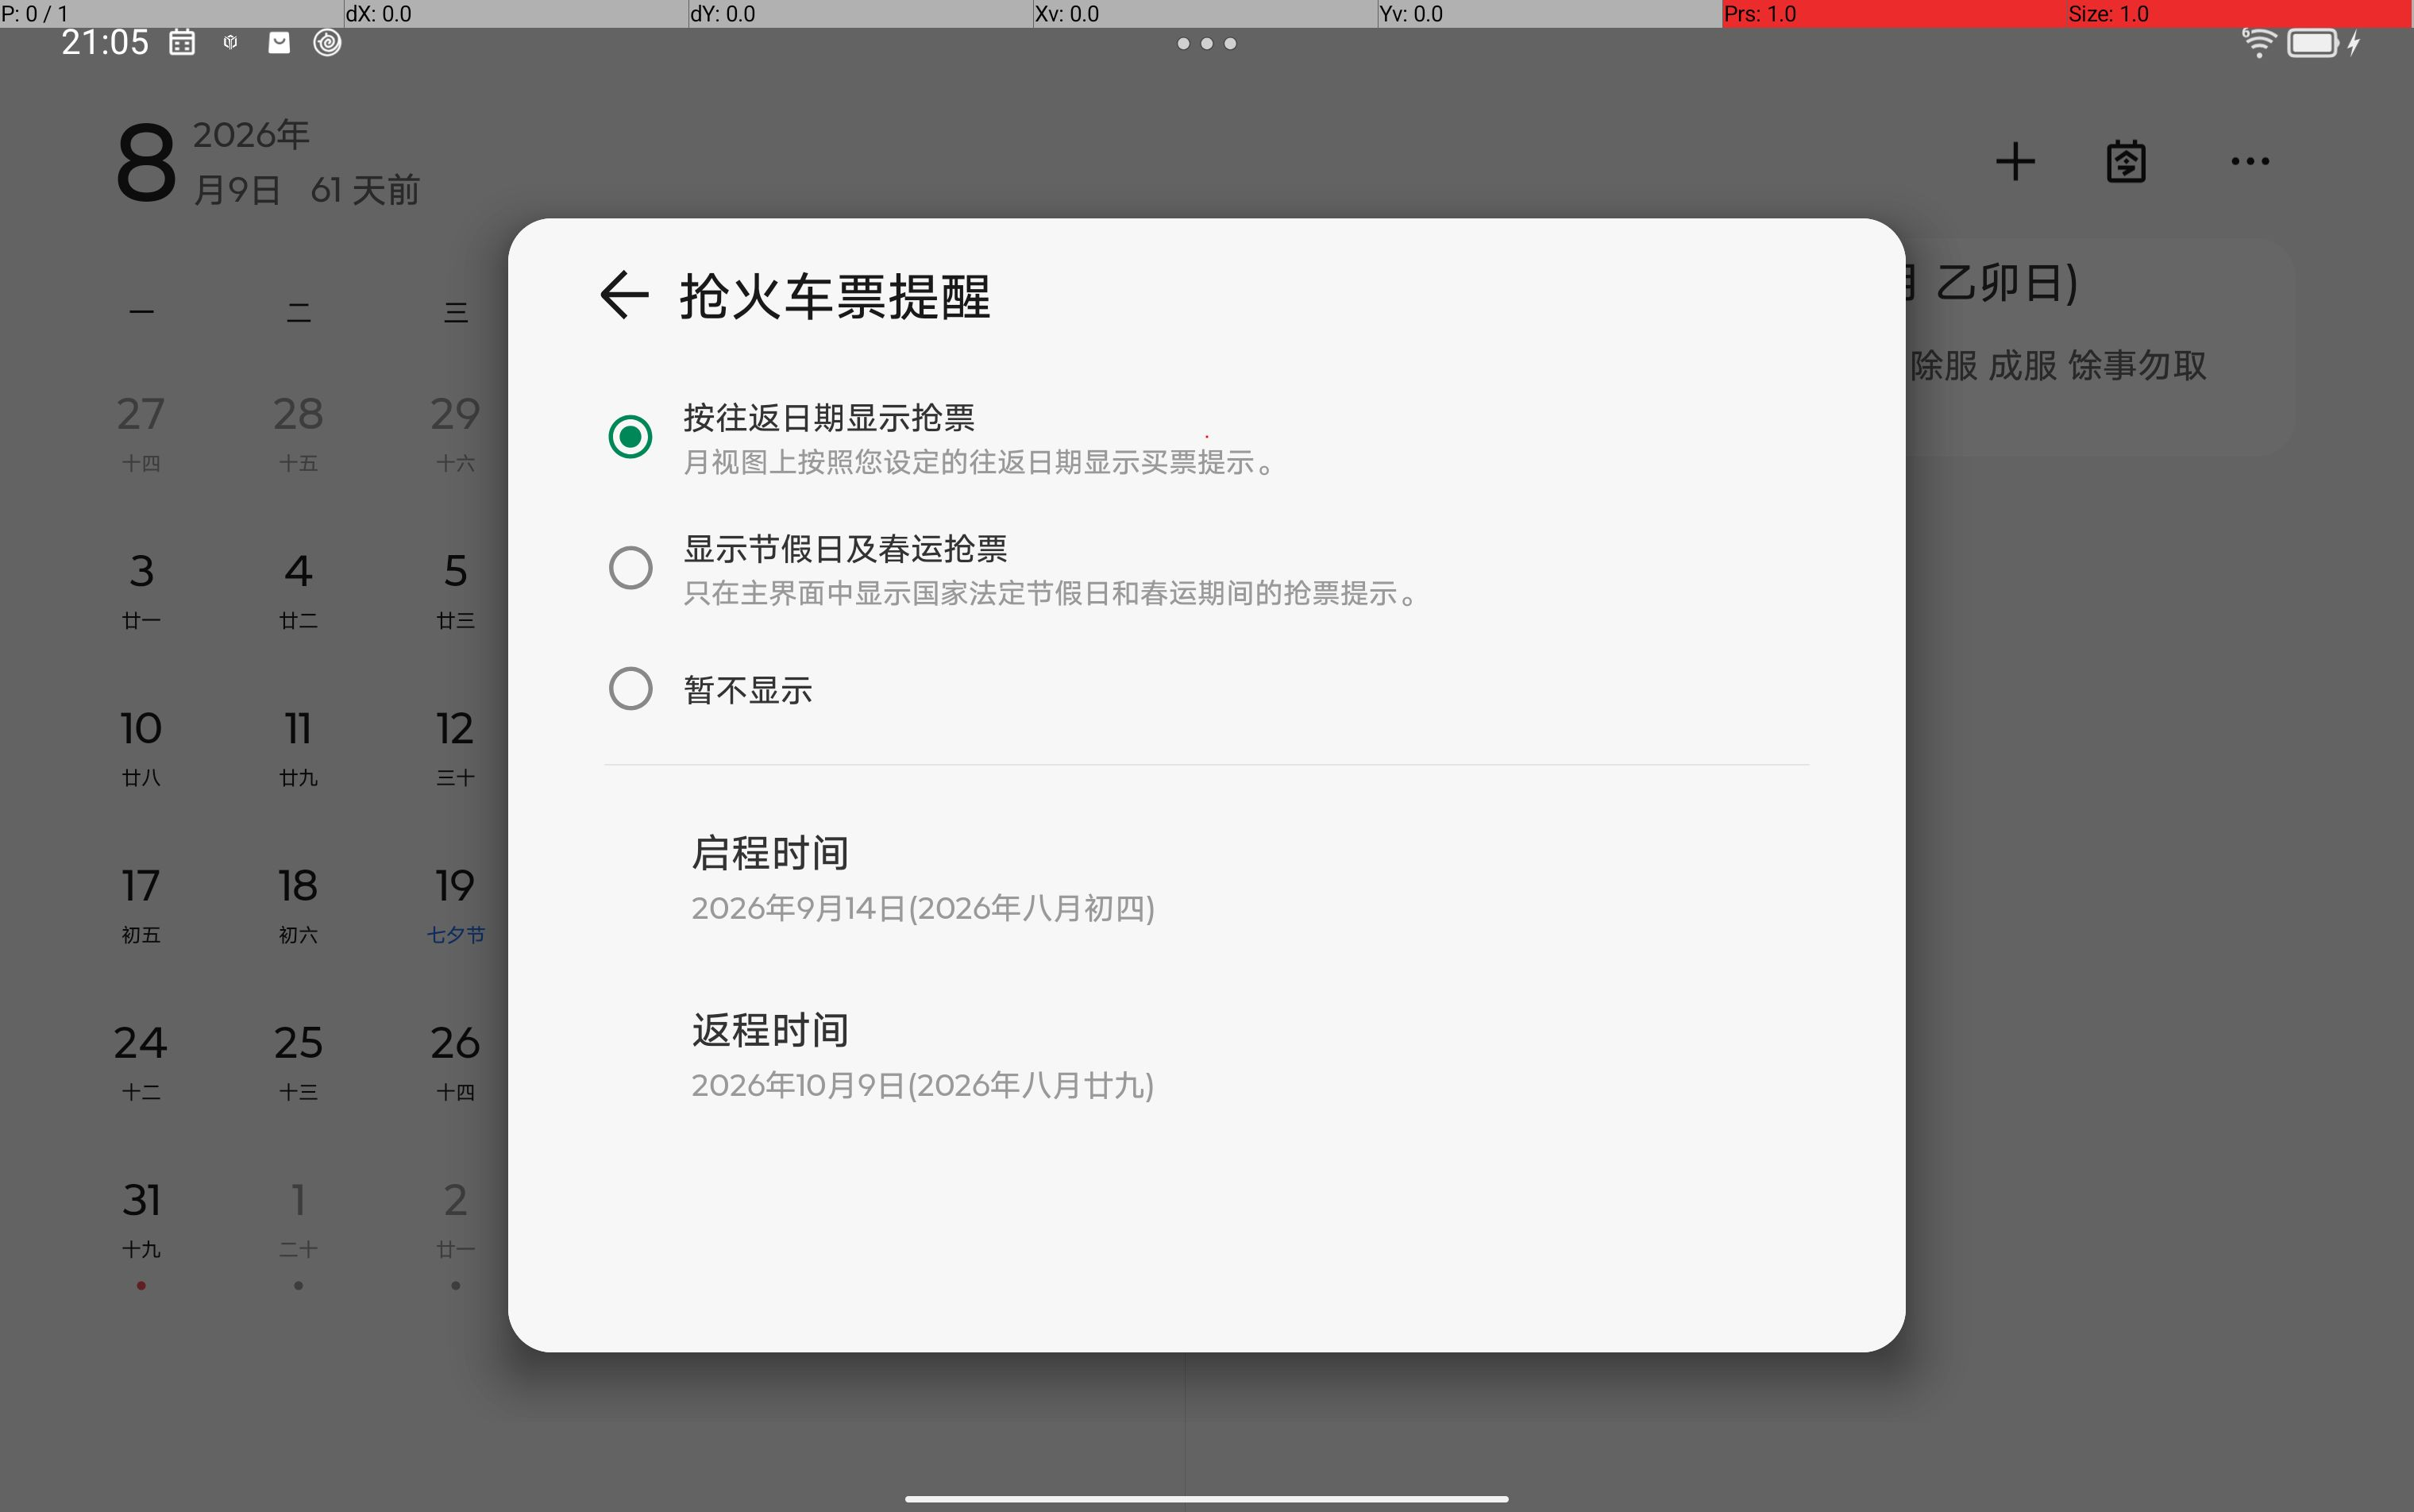 P: 0 / 1 dX: 0.0 dY: 0.0 Xv: 0.0 Yv: 0.0 Prs: 1.0 Size: 1.0
21:05
6
8 2026年
月9日 61 天前
抢火车票提醒
乙卯日)
除服 成服 馀事勿取
一 二 三
27 28 29
十四 十五 十六
按往返日期显示抢票
月视图上按照您设定的往返日期显示买票提示。
显示节假日及春运抢票
只在主界面中显示国家法定节假日和春运期间的抢票提示。
3 4 5
廿一 廿二 廿三
暂不显示
10 11 12
廿八 廿九 三十
启程时间
2026年9月14日(2026年八月初四)
17 18 19
初五 初六 七夕节
返程时间
2026年10月9日(2026年八月廿九)
24 25 26
十二 十三 十四
31 1 2
十九 二十 廿一